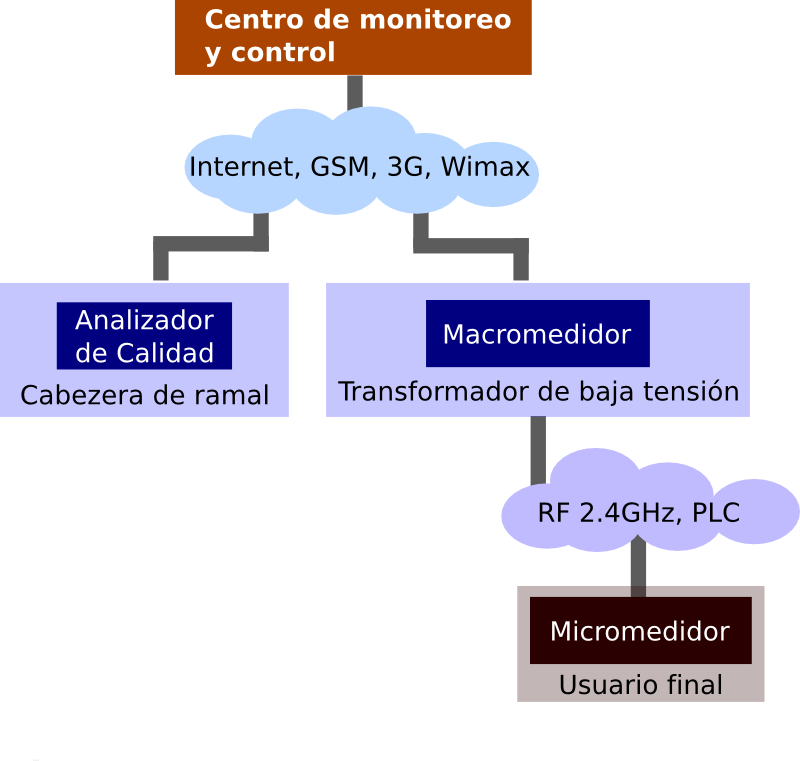 Centro de monitoreo
y control
Internet, GSM, 3G, Wimax
Analizador
de Calidad
Cabezera de ramal
Macromedidor
Transformador de baja tensión
RF 2.4GHz, PLC
Micromedidor
Usuario final